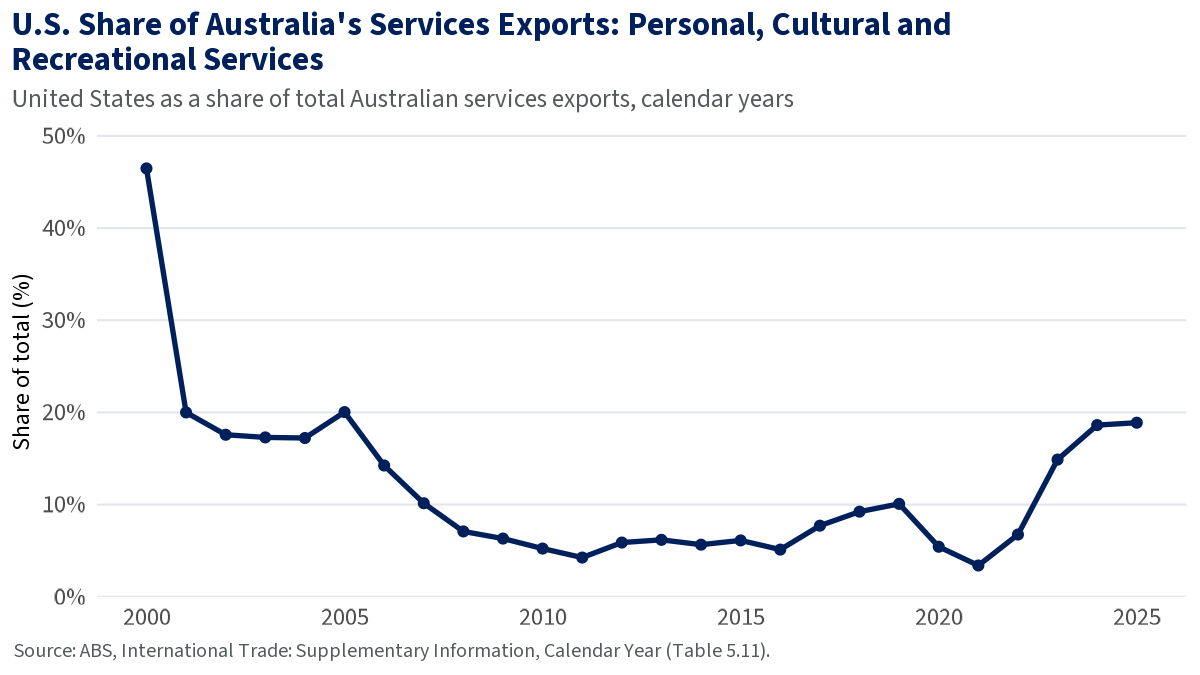 U.S. Share of Australia's Services Exports: Personal, Cultural and
Recreational Services
United States as a share of total Australian services exports, calendar years
Share of total (%)
50%
40%
30%
20%
10%
0%
2000 2005 2010 2015 2020 2025
Source: ABS, International Trade: Supplementary Information, Calendar Year (Table 5.11).